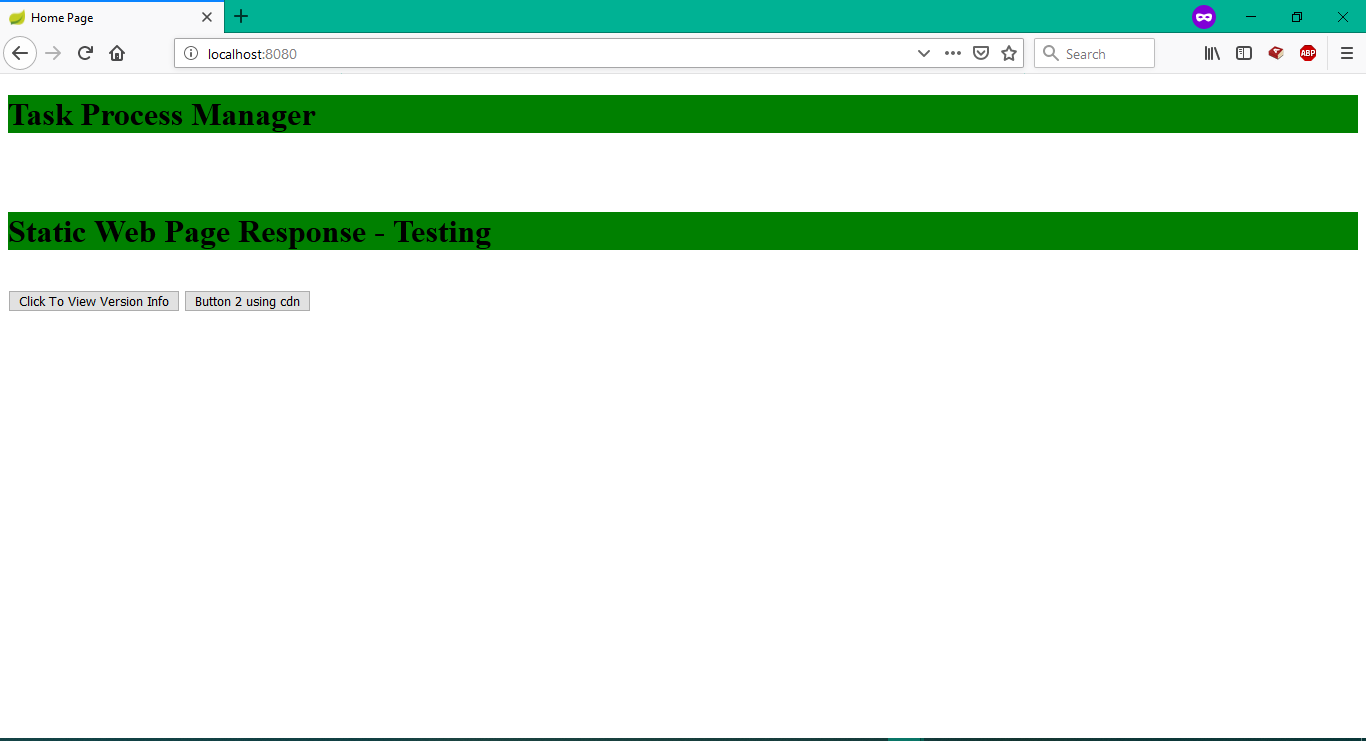 Home Page
localhost:8080
Search
ABP
Task Process Manager
Static Web Page Response - Testing
Click To View Version Info Button 2 using cdn